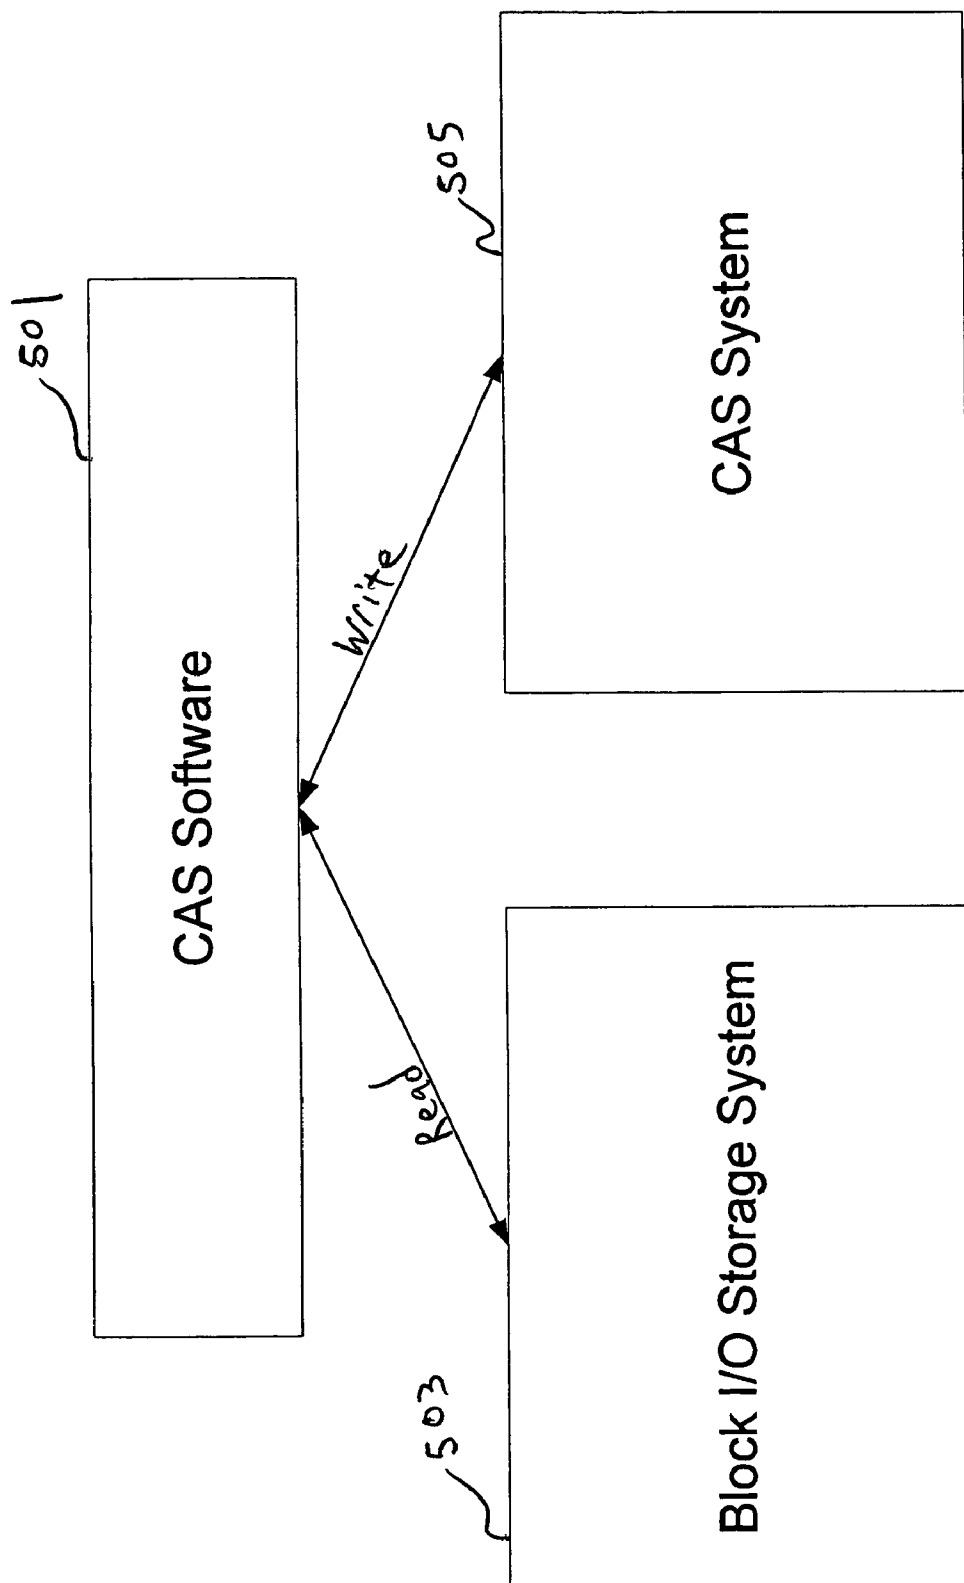 501
CAS Software
Read
Write
503
505
Block I/O Storage System
CAS System